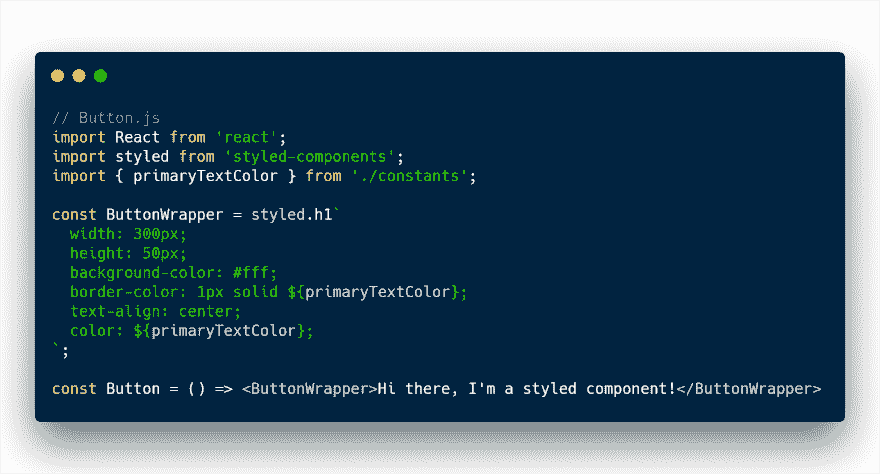 // Button.js
import React from 'react';
import styled from 'styled-components';
import { primaryTextColor } from './constants';
const ButtonWrapper = styled.h1`
width: 300px;
height: 50px;
background-color: #fff;
border-color: 1px solid ${primaryTextColor};
text-align: center;
color: ${primaryTextColor};
`;
const Button = () => <ButtonWrapper>Hi there, I'm a styled component!</ButtonWrapper>